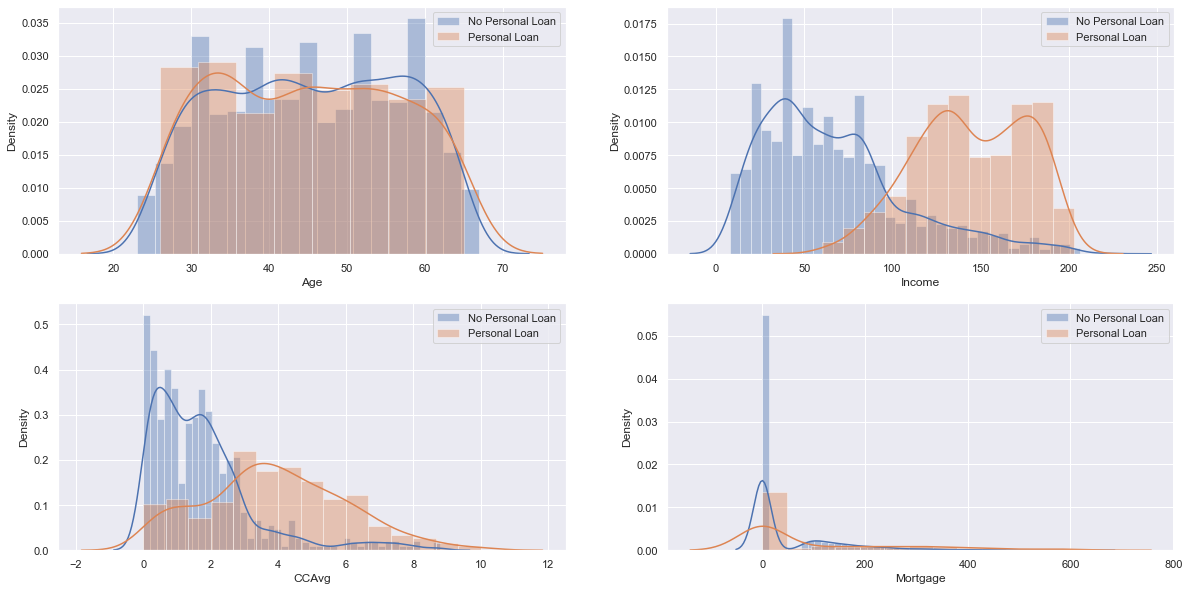 0.035
0.030
0.025
0.020
0.015
0.010
0.005
0.000
Density
No Personal Loan
Personal Loan
20 30 40 50 60 70
Age
0.0175
0.0150
0.0125
0.0100
0.0075
0.0050
0.0025
0.0000
Density
No Personal Loan
Personal Loan
0 50 100 150 200 250
Income
0.5
0.4
0.3
0.2
0.1
0.0
Density
No Personal Loan
Personal Loan
−2 0 2 4 6 8 10 12
CCAvg
0.05
0.04
0.03
0.02
0.01
0.00
Density
No Personal Loan
Personal Loan
0 200 400 600 800
Mortgage